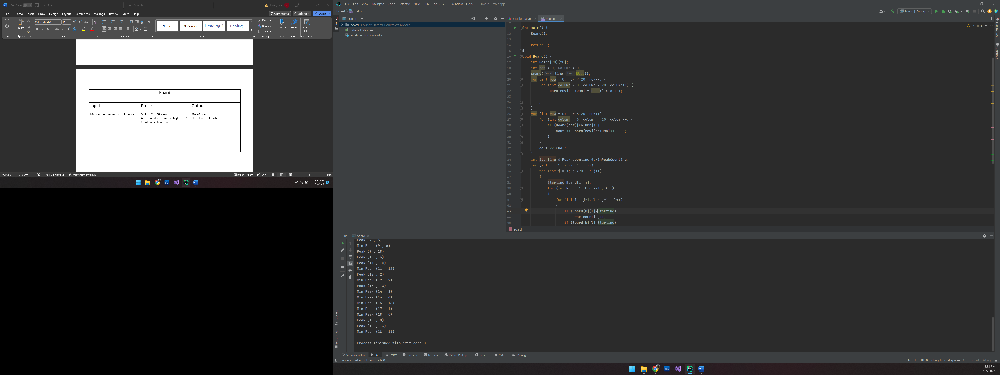 AutoSave Off Lab 7
Search
Jones, Lyle JL
File Home Insert Draw Design Layout References Mailings Review View Help
Comments Editing Share
Paste
Calibri (Body) 11
Normal
No Spacing
Heading 1
Heading 2
Find
Replace
Select
Dictate
Editor
Reuse
Files
Undo Clipboard Font Paragraph Styles Editing Voice Editor Reuse Files
Board
Input Process Output
Make a random number of places
Make a 20 x20 array
Add in random numbers highest is 8
Create a peak system
20x 20 board
Show the peak system
Page 3 of 3 152 words Text Predictions: On Accessibility: Investigate Display Settings Focus 100%
8:31 PM
2/25/2023
File Edit View Navigate Code Refactor Build Run Tools VCS Window Help board - main.cpp
board main.cpp
board | Debug
Project
CMakeLists.txt main.cpp
board C:\Users\sarga\CLionProjects\board
External Libraries
Scratches and Consoles
17 3
Project
Notifications
Database
10
11 int main() {
12 Board();
13
14 return 0;
15 }
16 void Board() {
17 int Board[20][20];
18 int row = 0, Column = 0;
19 srand( Seed: time( Time: NULL));
20 for (int row = 0; row < 20; row++) {
21 for (int column = 0; column < 20; column++) {
22 Board[row][column] = rand() % 8 + 1;
23
24 }
25 }
26 for (int row = 0; row < 20; row++) {
27 for (int column = 0; column < 20; column++) {
28 if (Board[row][column]) {
29 cout << Board[row][column]<< "  ";
30 }
31 }
32 cout << endl;
33 }
34 int Starting=0,Peak_counting=0,MinPeakCounting;
35 for (int i = 1; i <20-1 ; i++)
36 for (int j = 1; j <20-1 ; j++)
37 {
38 Starting=Board[i][j];
39 for (int k = i-1; k <=i+1 ; k++)
40 {
41 for (int l = j-1; l <=j+1 ; l++)
42 {
43 if (Board[k][l]<Starting)
44 Peak_counting++;
45 if (Board[k][l]>Starting)
f Board
Run: board
Peak (9 , 3)
Min Peak (9 , 6)
Peak (9 , 18)
Peak (10 , 6)
Peak (11 , 10)
Min Peak (11 , 12)
Peak (12 , 2)
Min Peak (12 , 7)
Peak (13 , 13)
Min Peak (14 , 8)
Min Peak (16 , 4)
Min Peak (16 , 16)
Min Peak (17 , 1)
Min Peak (18 , 6)
Peak (18 , 8)
Peak (18 , 13)
Min Peak (18 , 16)
Process finished with exit code 0
Structure
Bookmarks
Version Control Run TODO Problems Terminal Python Packages Services CMake Messages
Process finished with exit code 0
43:37 LF UTF-8 .clang-tidy 4 spaces C++: board | Debug
8:31 PM
2/25/2023